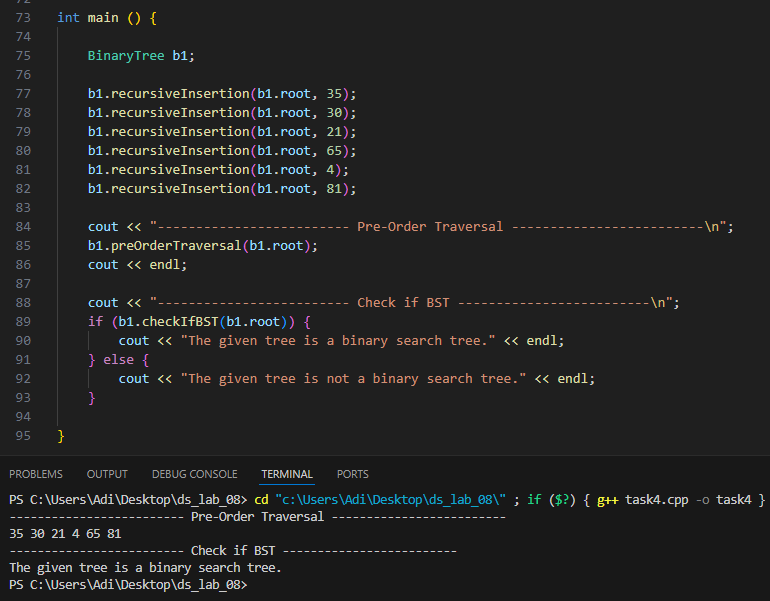 72
73 int main () {
74
75 BinaryTree b1;
76
77 b1.recursiveInsertion(b1.root, 35);
78 b1.recursiveInsertion(b1.root, 30);
79 b1.recursiveInsertion(b1.root, 21);
80 b1.recursiveInsertion(b1.root, 65);
81 b1.recursiveInsertion(b1.root, 4);
82 b1.recursiveInsertion(b1.root, 81);
83
84 cout << "------------------------- Pre-Order Traversal -------------------------\n";
85 b1.preOrderTraversal(b1.root);
86 cout << endl;
87
88 cout << "------------------------- Check if BST -------------------------\n";
89 if (b1.checkIfBST(b1.root)) {
90 cout << "The given tree is a binary search tree." << endl;
91 } else {
92 cout << "The given tree is not a binary search tree." << endl;
93 }
94
95 }
PROBLEMS OUTPUT DEBUG CONSOLE TERMINAL PORTS
PS C:\Users\Adi\Desktop\ds_lab_08> cd "c:\Users\Adi\Desktop\ds_lab_08\" ; if ($?) { g++ task4.cpp -o task4 }
------------------------- Pre-Order Traversal -------------------------
35 30 21 4 65 81
------------------------- Check if BST -------------------------
The given tree is a binary search tree.
PS C:\Users\Adi\Desktop\ds_lab_08>